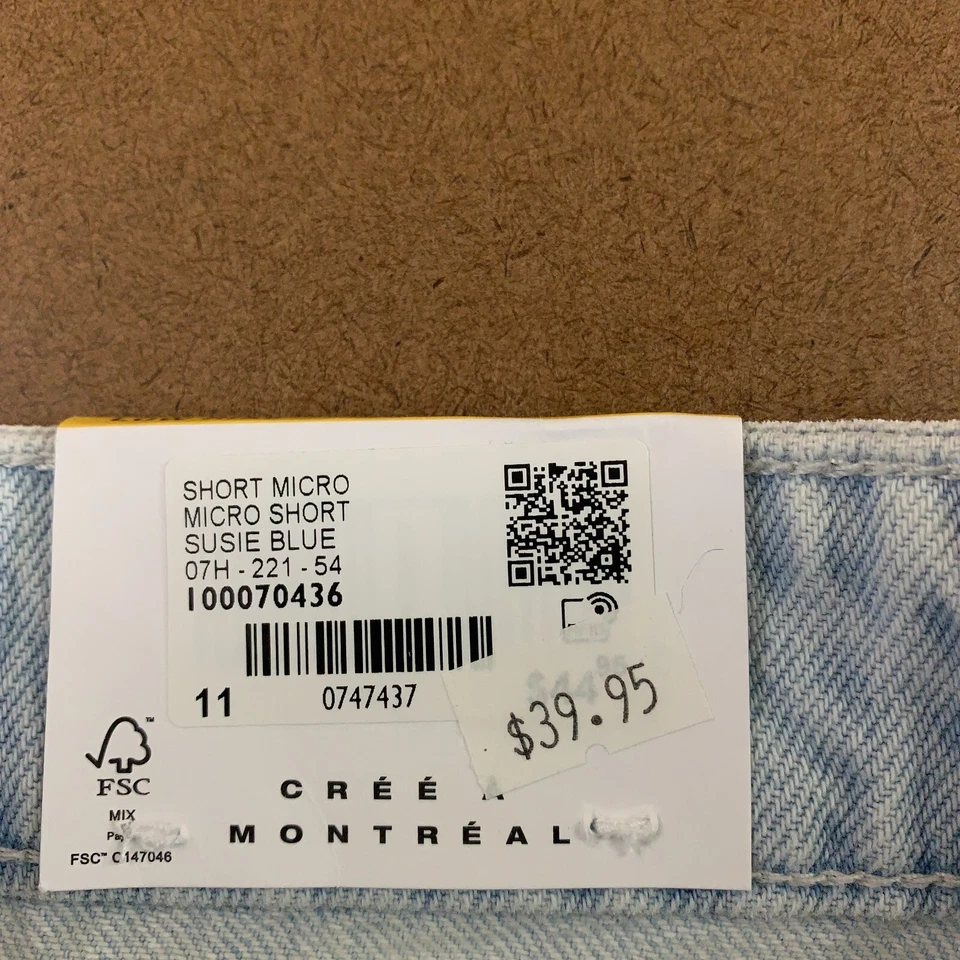 SHORT MICRO
MICRO SHORT
SUSIE BLUE
07H - 221 - 54
100070436
11 0747437
$39.95
FSC™
MIX
FSC™ C147046
CRÉÉ À
MONTRÉAL